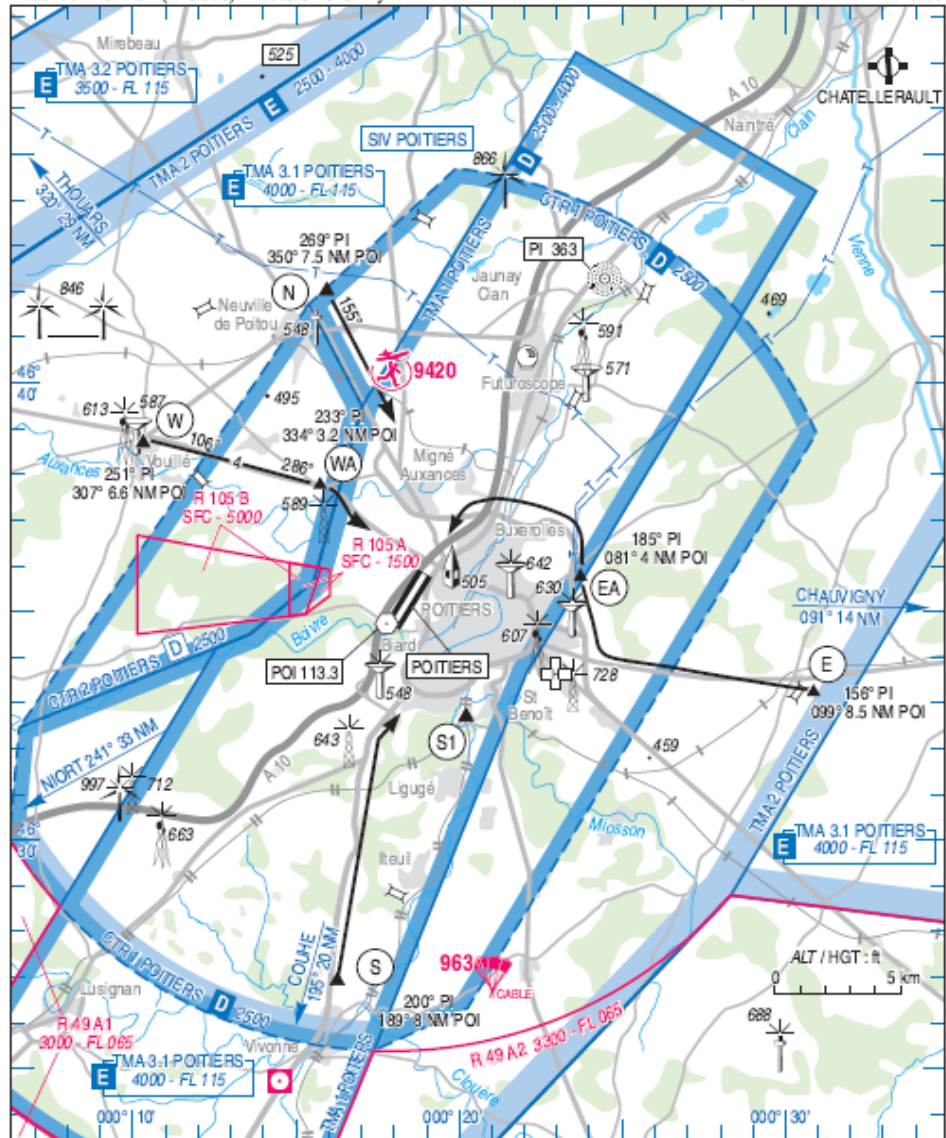 Mirebeau
525
E TMA 3.2 POITIERS
3500 - FL 115
TMA 2 POITIERS E 2500-4000
THOUARS
320° 29 NM
SIV POITIERS
E TMA 3.1 POITIERS
4000 - FL 115
866
D 2500-4000
A 10
Naintré
Clain
CHATELLERAULT
CTR 1 POITIERS D 2500
TMA 1 POITIERS
Vienne
PI 363
269° PI
350° 7.5 NM POI
N
155°
Neuville
de Poitou
548
Jaunay
Clan
846
469
591
571
Futuroscope
9420
46°
40'
495
613
587
W
106°
4
286°
Vouillé
Auxances
251° PI
307° 6.6 NM POI
233° PI
334° 3.2 NM POI
WA
589
Migné
Auxances
R 105 B
SFC - 5000
R 105 A
SFC - 1500
Buxerolles
642
630
505
POITIERS
185° PI
081° 4 NM POI
EA
CHAUVIGNY
091° 14 NM
Boivre
Biard
607
POI 113.3
POITIERS
548
728
St
Benoît
E
156° PI
099° 8.5 NM POI
CTR 2 POITIERS D 2500
NIORT 241° 33 NM
643
S1
459
A 10
997
712
663
Ligugé
Miosson
TMA 2 POITIERS
46°
30'
E TMA 3.1 POITIERS
4000 - FL 115
Iteuil
CTR 1 POITIERS D 2500
COUHE
195° 20 NM
S
963
CABLE
ALT / HGT : ft
0 5 km
Lusignan
R 49 A1
3000 - FL 065
200° PI
189° 8 NM POI
R 49 A2 3300 - FL 065
688
Vivonne
E TMA 3.1 POITIERS
4000 - FL 115
TMA 1 POITIERS
Clouère
000° 10'
000° 20'
000° 30'